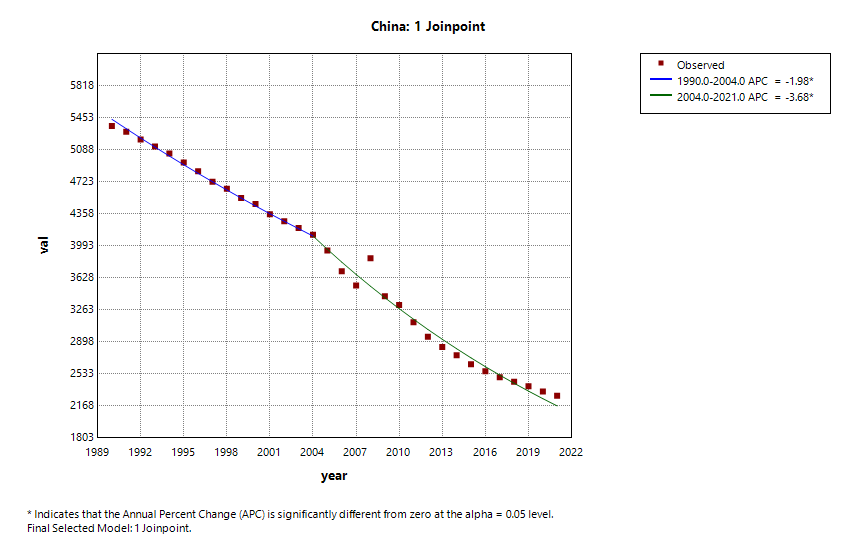 China: 1 Joinpoint
Observed
1990.0-2004.0 APC = -1.98*
2004.0-2021.0 APC = -3.68*
val
5818
5453
5088
4723
4358
3993
3628
3263
2898
2533
2168
1803
1989 1992 1995 1998 2001 2004 2007 2010 2013 2016 2019 2022
year
* Indicates that the Annual Percent Change (APC) is significantly different from zero at the alpha = 0.05 level.
Final Selected Model: 1 Joinpoint.